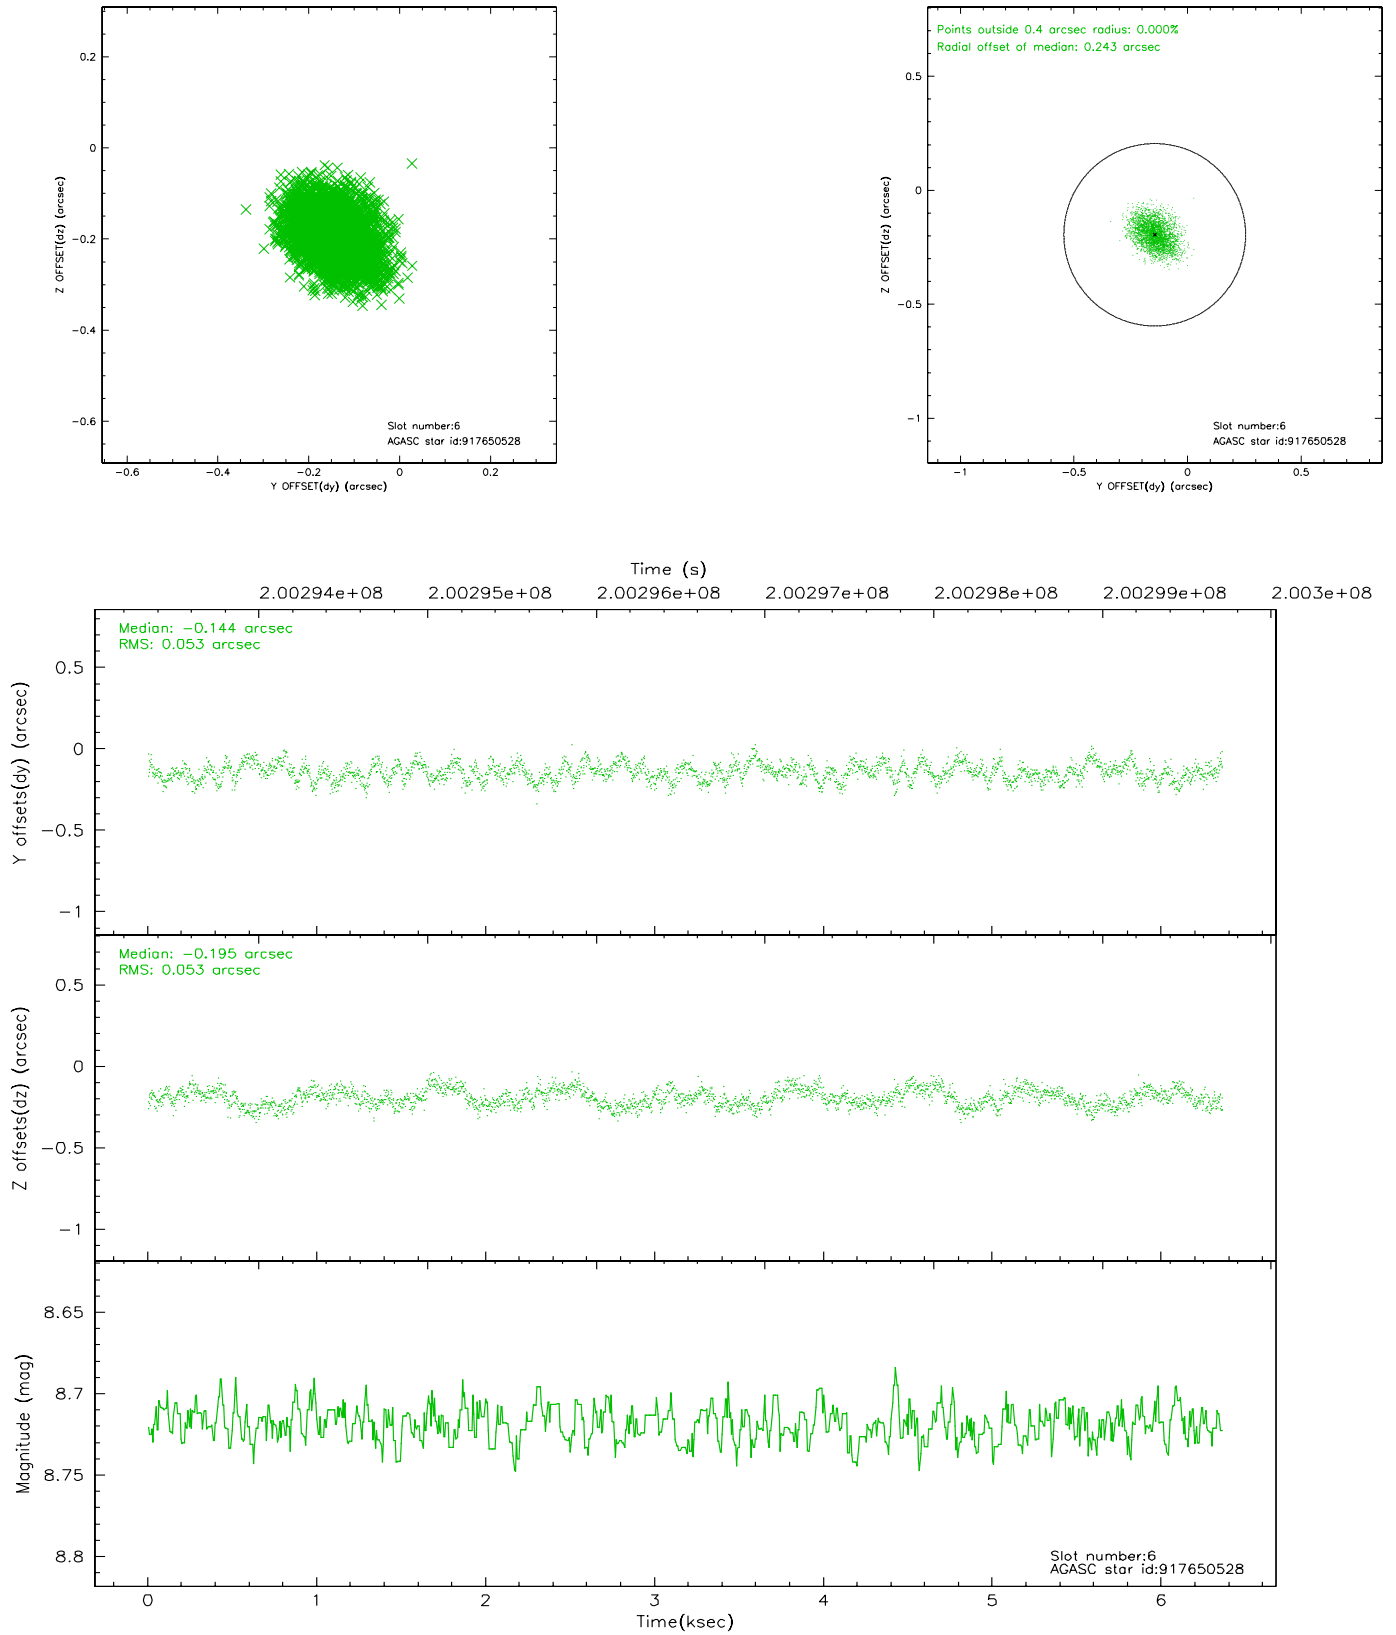 0.2
0
−0.2
−0.4
−0.6
Z OFFSET(dz) (arcsec)
Slot number:6
AGASC star id:917650528
−0.6 −0.4 −0.2 0 0.2
Y OFFSET(dy) (arcsec)
Points outside 0.4 arcsec radius: 0.000%
Radial offset of median: 0.243 arcsec
0.5
0
−0.5
−1
Z OFFSET(dz) (arcsec)
Slot number:6
AGASC star id:917650528
−1 −0.5 0 0.5
Y OFFSET(dy) (arcsec)
Time (s)
2.00294e+08 2.00295e+08 2.00296e+08 2.00297e+08 2.00298e+08 2.00299e+08 2.003e+08
Median: −0.144 arcsec
RMS: 0.053 arcsec
0.5
0
−0.5
−1
Y offsets(dy) (arcsec)
Median: −0.195 arcsec
RMS: 0.053 arcsec
0.5
0
−0.5
−1
Z offsets(dz) (arcsec)
8.65
8.7
8.75
8.8
Magnitude (mag)
Slot number:6
AGASC star id:917650528
0 1 2 3 4 5 6
Time(ksec)